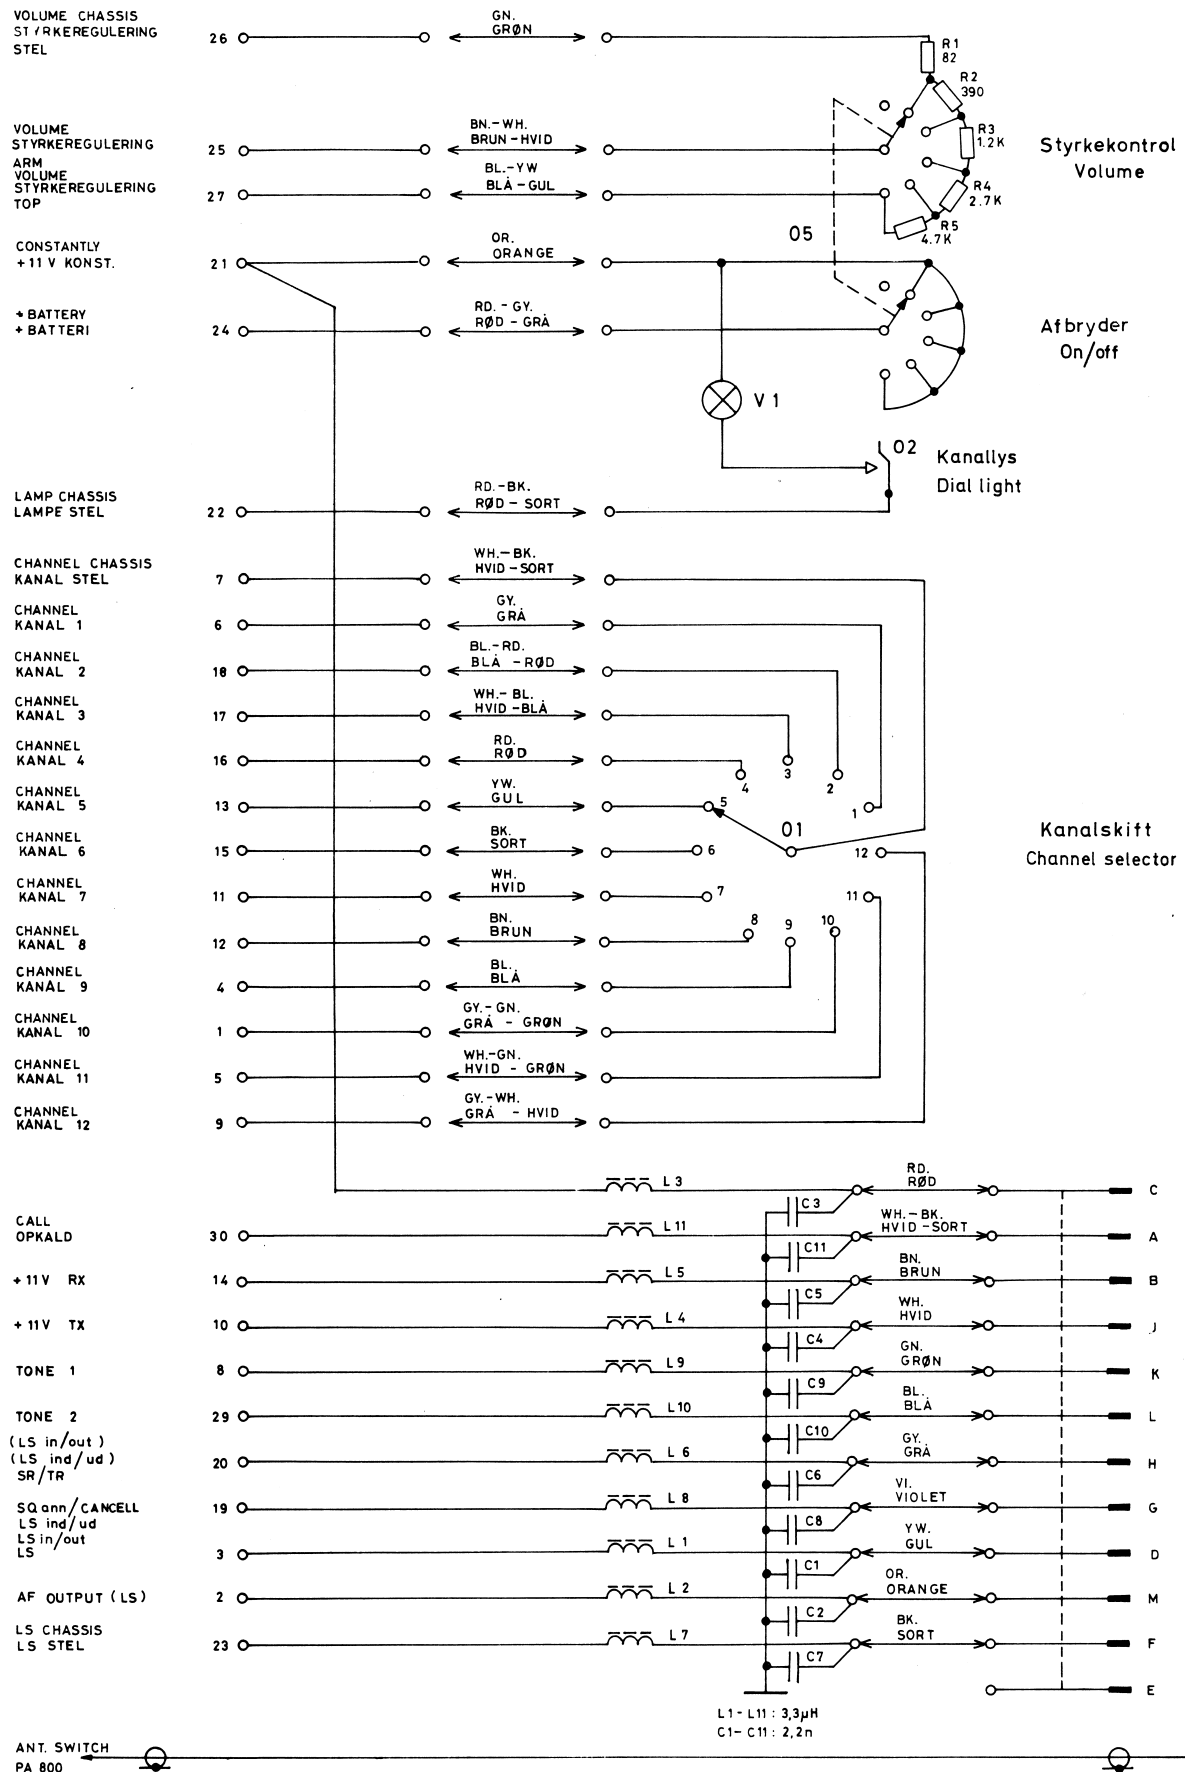 VOLUME CHASSIS
STYRKEREGULERING
STEL
26
GN.
GRØN
R1
82
R2
390
VOLUME
STYRKEREGULERING
ARM
25
BN.-WH.
BRUN-HVID
R3
1.2K
Styrkekontrol
Volume
VOLUME
STYRKEREGULERING
TOP
27
BL.-YW
BLÅ-GUL
R4
2.7K
R5
4.7K
O5
CONSTANTLY
+11 V KONST.
21
OR.
ORANGE
+ BATTERY
+ BATTERI
24
RD.-GY.
RØD-GRÅ
Afbryder
On/off
V1
O2
Kanallys
Dial light
LAMP CHASSIS
LAMPE STEL
22
RD.-BK.
RØD-SORT
CHANNEL CHASSIS
KANAL STEL
7
WH.-BK.
HVID-SORT
CHANNEL
KANAL 1
6
GY.
GRÅ
CHANNEL
KANAL 2
18
BL.-RD.
BLÅ-RØD
CHANNEL
KANAL 3
17
WH.-BL.
HVID-BLÅ
CHANNEL
KANAL 4
16
RD.
RØD
4
3
2
CHANNEL
KANAL 5
13
YW.
GUL
5
1
O1
Kanalskift
Channel selector
CHANNEL
KANAL 6
15
BK.
SORT
6
12
CHANNEL
KANAL 7
11
WH.
HVID
7
11
CHANNEL
KANAL 8
12
BN.
BRUN
8
9
10
CHANNEL
KANAL 9
4
BL.
BLÅ
CHANNEL
KANAL 10
1
GY.-GN.
GRÅ - GRØN
CHANNEL
KANAL 11
5
WH.-GN.
HVID - GRØN
CHANNEL
KANAL 12
9
GY.-WH.
GRÅ - HVID
L3
C3
RD.
RØD
C
CALL
OPKALD
30
L11
C11
WH.-BK.
HVID-SORT
A
+11V RX
14
L5
C5
BN.
BRUN
B
+11V TX
10
L4
C4
WH.
HVID
J
TONE 1
8
L9
C9
GN.
GRØN
K
TONE 2
29
L10
C10
BL.
BLÅ
L
(LS in/out)
(LS ind/ud)
SR/TR
20
L6
C6
GY.
GRÅ
H
SQ ann/CANCELL
19
L8
C8
VI.
VIOLET
G
LS ind/ud
LS in/out
LS
3
L1
C1
YW.
GUL
D
AF OUTPUT (LS)
2
L2
C2
OR.
ORANGE
M
LS CHASSIS
LS STEL
23
L7
C7
BK.
SORT
F
E
L1-L11: 3,3µH
C1-C11: 2,2n
ANT. SWITCH
PA 800